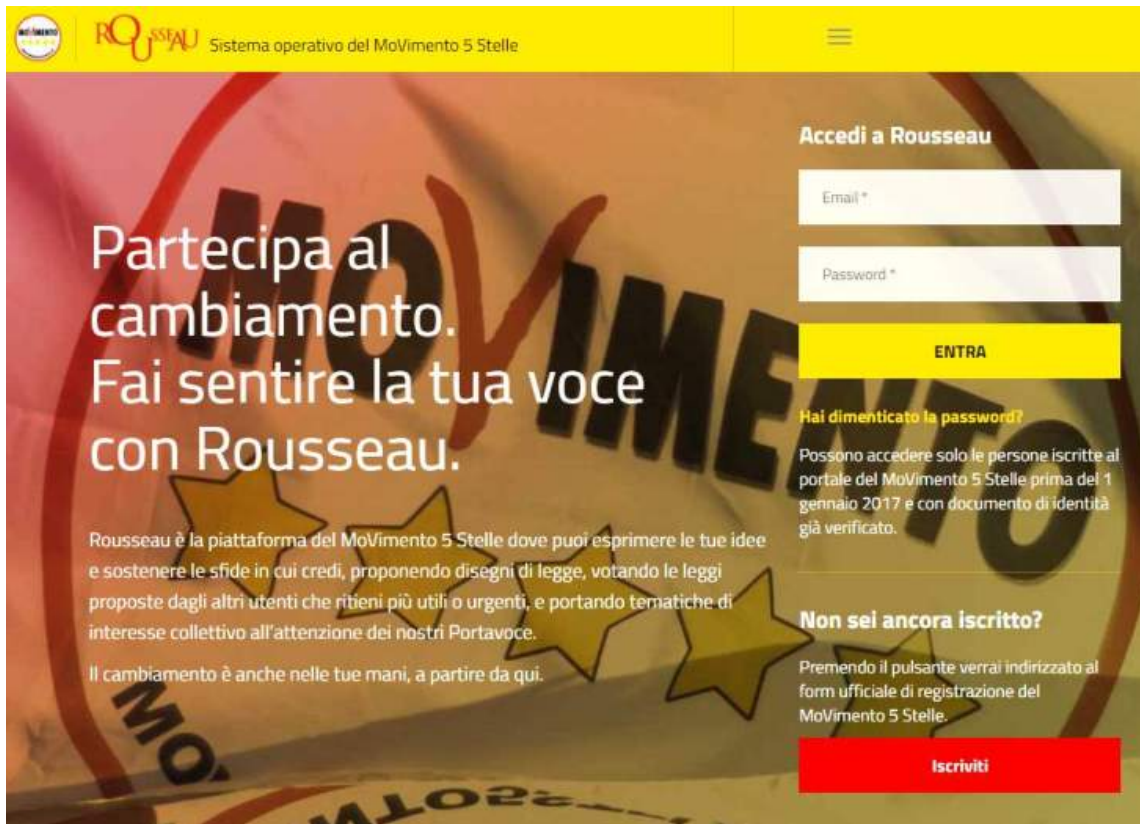 MOVIMENTO
ROUSSEAU
Sistema operativo del MoVimento 5 Stelle
MOVIMENTO
Partecipa al
cambiamento.
Fai sentire la tua voce
con Rousseau.
Rousseau è la piattaforma del MoVimento 5 Stelle dove puoi esprimere le tue idee
e sostenere le sfide in cui credi, proponendo disegni di legge, votando le leggi
proposte dagli altri utenti che ritieni più utili o urgenti, e portando tematiche di
interesse collettivo all'attenzione dei nostri Portavoce.
Il cambiamento è anche nelle tue mani, a partire da qui.
Accedi a Rousseau
Email *
Password *
ENTRA
Hai dimenticato la password?
Possono accedere solo le persone iscritte al
portale del MoVimento 5 Stelle prima del 1
gennaio 2017 e con documento di identità
già verificato.
Non sei ancora iscritto?
Premendo il pulsante verrai indirizzato al
form ufficiale di registrazione del
MoVimento 5 Stelle.
Iscriviti